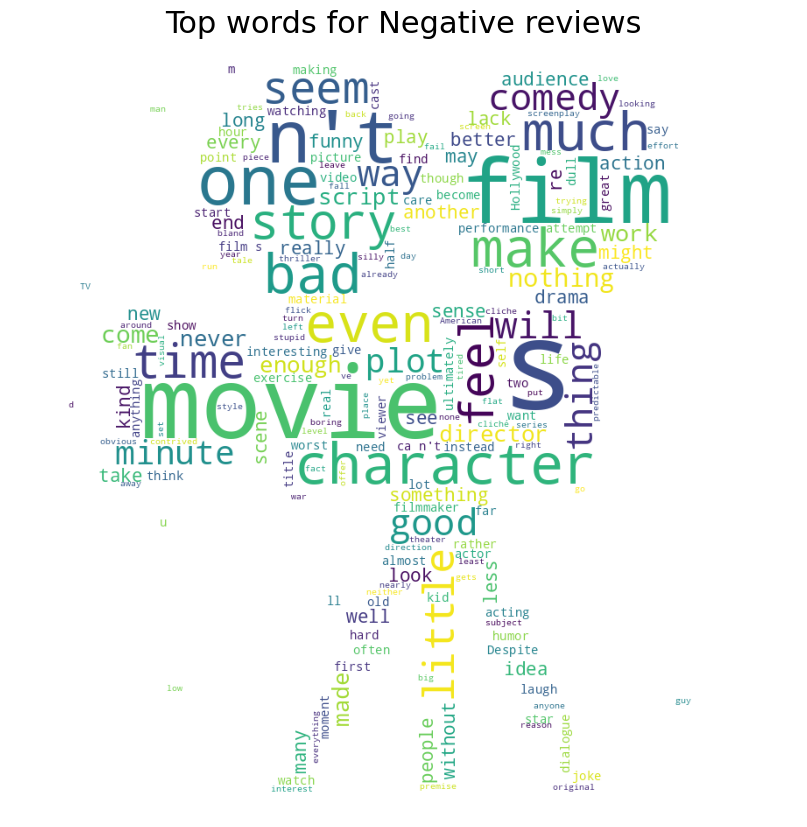 Top words for Negative reviews
m making audience love
man seem tries watching cast back going comedy screenplay looking
long n't lack much say
hour every funny play screen better fail effort
point piece picture find may mess action
one leave way though re dull Hollywood great
video fall script care become trying simply
start story another performance attempt work
end best film
bland film s really half make might
year thriller silly day nothing actually
run tale bad already short
TV material drama
new flick turn even sense cliche bit
around show left American will
come never stupid feel self
fan visual time interesting give plot ultimately tired life s
still enough ve problem
kind anything exercise yet two thing predictable
d movie real place flat put
style boring viewer see none want
obvious set contrived level cliché series
scene director
minute worst need ca n't instead right
take think title fact character
away offer lot go
war something
filmmaker far
u good theater
direction rather
almost actor least
look gets less
nearly neither
ll old kid
well little acting
hard subject
often humor
first Despite
big idea
low made laugh
moment anyone guy
everything people without star
many reason
dialogue
watch joke
interest premise original